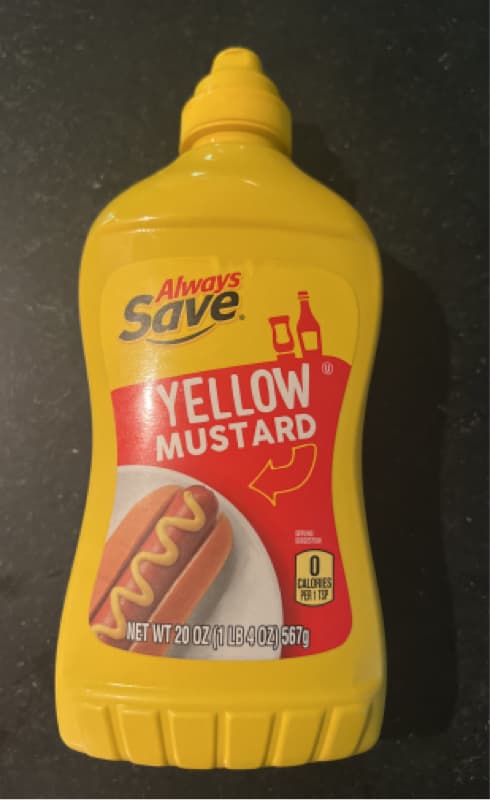 Always
Save®
YELLOW
MUSTARD
SERVING
SUGGESTION
0
CALORIES
PER 1 TSP
NET WT 20 OZ (1 LB 4 OZ) 567g